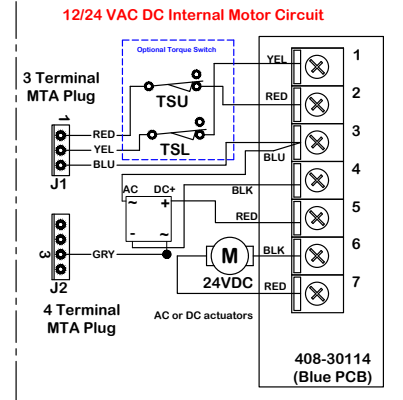 12/24 VAC DC Internal Motor Circuit
Optional Torque Switch
3 Terminal
MTA Plug
TSU
TSL
1
RED
YEL
BLU
J1
YEL
RED
BLU
BLK
RED
BLK
RED
1
2
3
4
5
6
7
AC DC+
~ +
- ~
3
GRY
J2
M
24VDC
4 Terminal
MTA Plug
AC or DC actuators
408-30114
(Blue PCB)